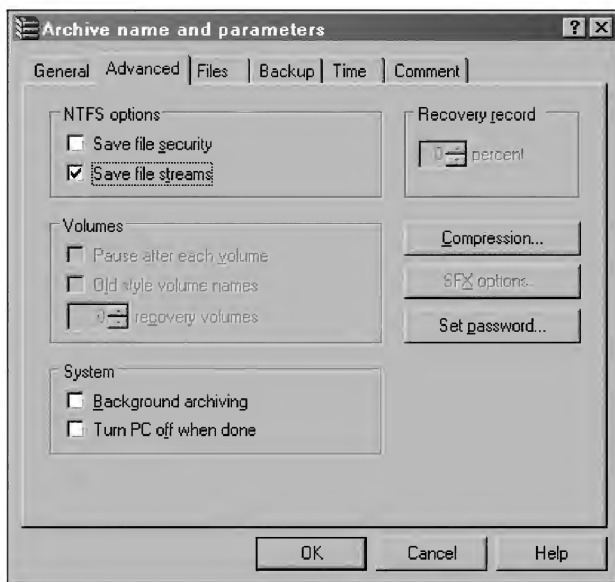 Archive name and parameters
General Advanced Files Backup Time Comment
NTFS options
Save file security
Save file streams
Volumes
Pause after each volume
Old style volume names
0 recovery volumes
System
Background archiving
Turn PC off when done
Recovery record
0 percent
Compression...
SFX options...
Set password...
OK Cancel Help